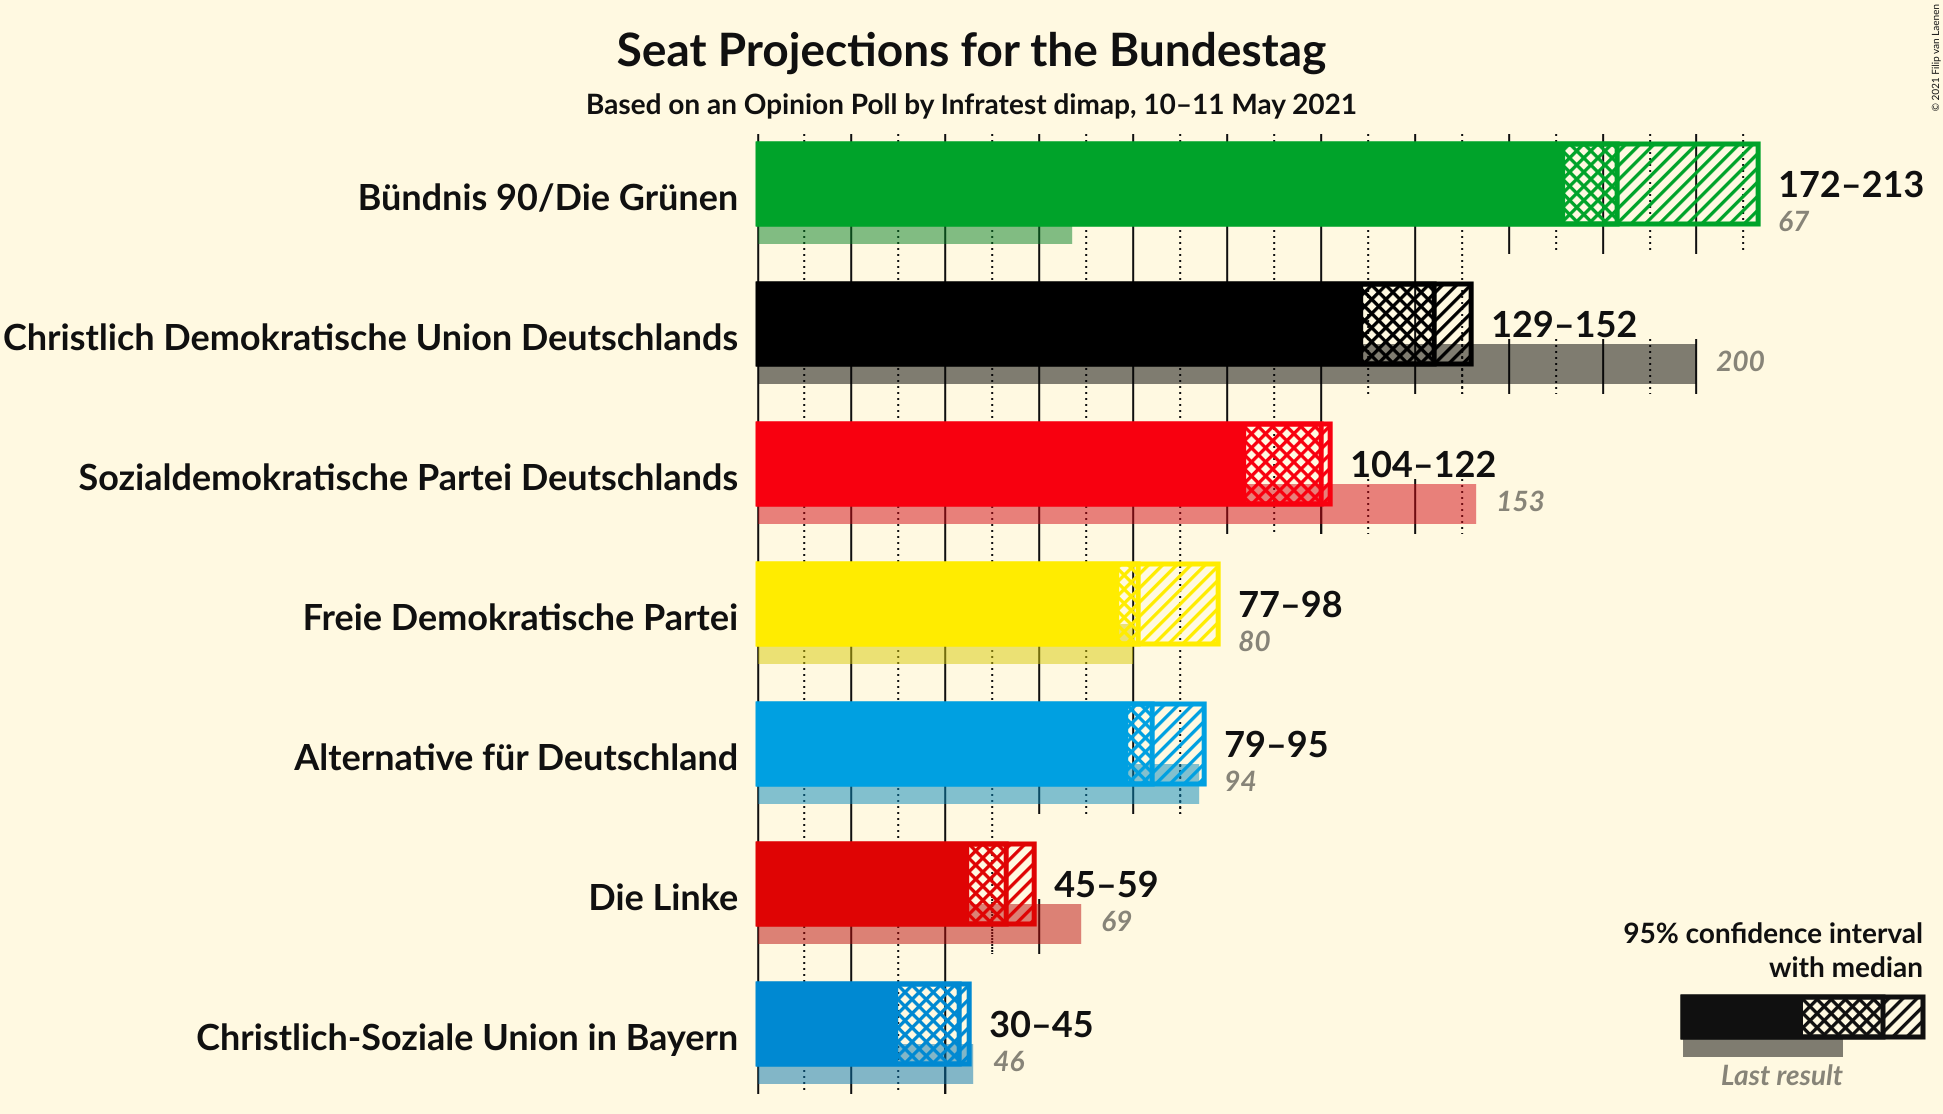 Seat Projections for the Bundestag
Based on an Opinion Poll by Infratest dimap, 10–11 May 2021
© 2021 Filip van Laenen
Bündnis 90/Die Grünen
172–213
67
Christlich Demokratische Union Deutschlands
129–152
200
Sozialdemokratische Partei Deutschlands
104–122
153
Freie Demokratische Partei
77–98
80
Alternative für Deutschland
79–95
94
Die Linke
45–59
69
Christlich-Soziale Union in Bayern
30–45
46
95% confidence interval
with median
Last result